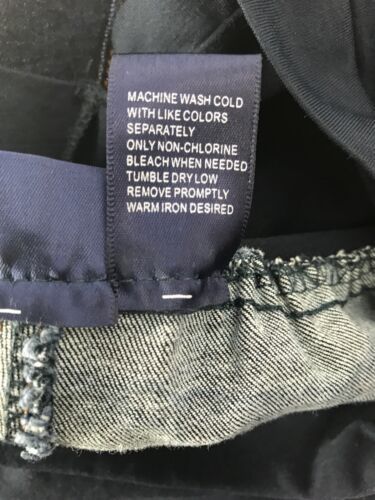 MACHINE WASH COLD
WITH LIKE COLORS
SEPARATELY
ONLY NON-CHLORINE
BLEACH WHEN NEEDED
TUMBLE DRY LOW
REMOVE PROMPTLY
WARM IRON DESIRED